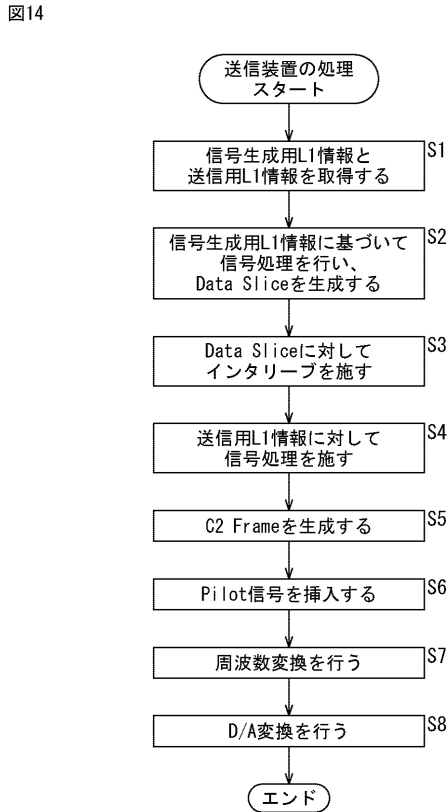 図14
送信装置の処理
スタート
信号生成用L1情報と
送信用L1情報を取得する
S1
信号生成用L1情報に基づいて
信号処理を行い、
Data Sliceを生成する
S2
Data Sliceに対して
インタリーブを施す
S3
送信用L1情報に対して
信号処理を施す
S4
C2 Frameを生成する
S5
Pilot信号を挿入する
S6
周波数変換を行う
S7
D/A変換を行う
S8
エンド